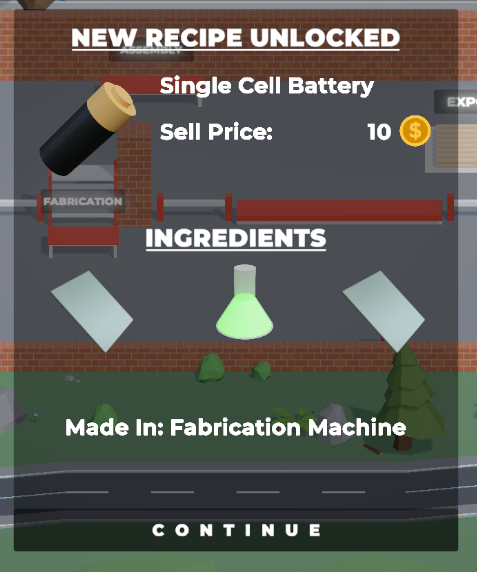 NEW RECIPE UNLOCKED
ASSEMBLY
Single Cell Battery
Sell Price: 10 $
EXPO
FABRICATION
INGREDIENTS
Made In: Fabrication Machine
CONTINUE